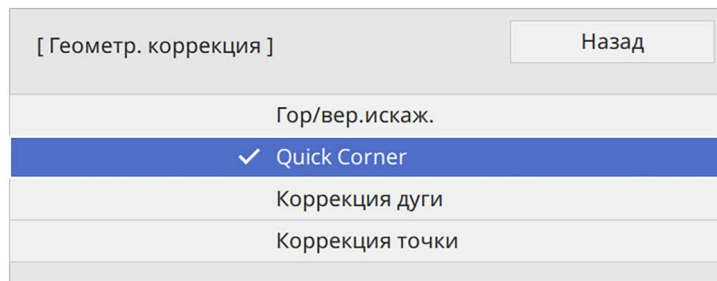 [ Геометр. коррекция ]
Назад
Гор/вер.искаж.
Quick Corner
Коррекция дуги
Коррекция точки